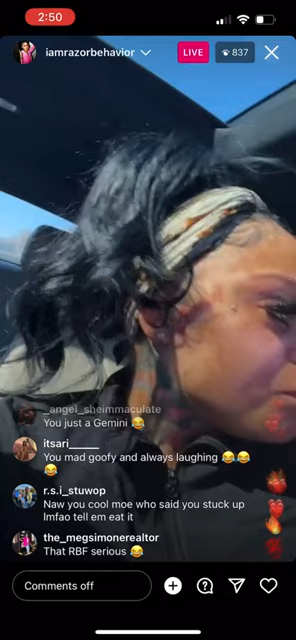 2:50
iamrazorbehavior
LIVE
837
_angel_sheimmaculate
You just a Gemini 😂
itsari_____
You mad goofy and always laughing 😂😂
😂
r.s.i_stuwop
Naw you cool moe who said you stuck up
lmfao tell em eat it
the_megsimonerealtor
That RBF serious 😂
Comments off